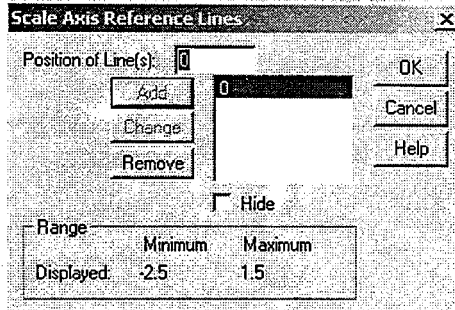 Scale Axis Reference Lines
Position of Line(s): 0
OK
Add
0
Cancel
Change
Help
Remove
Hide
Range
Minimum Maximum
Displayed: -2.5 1.5